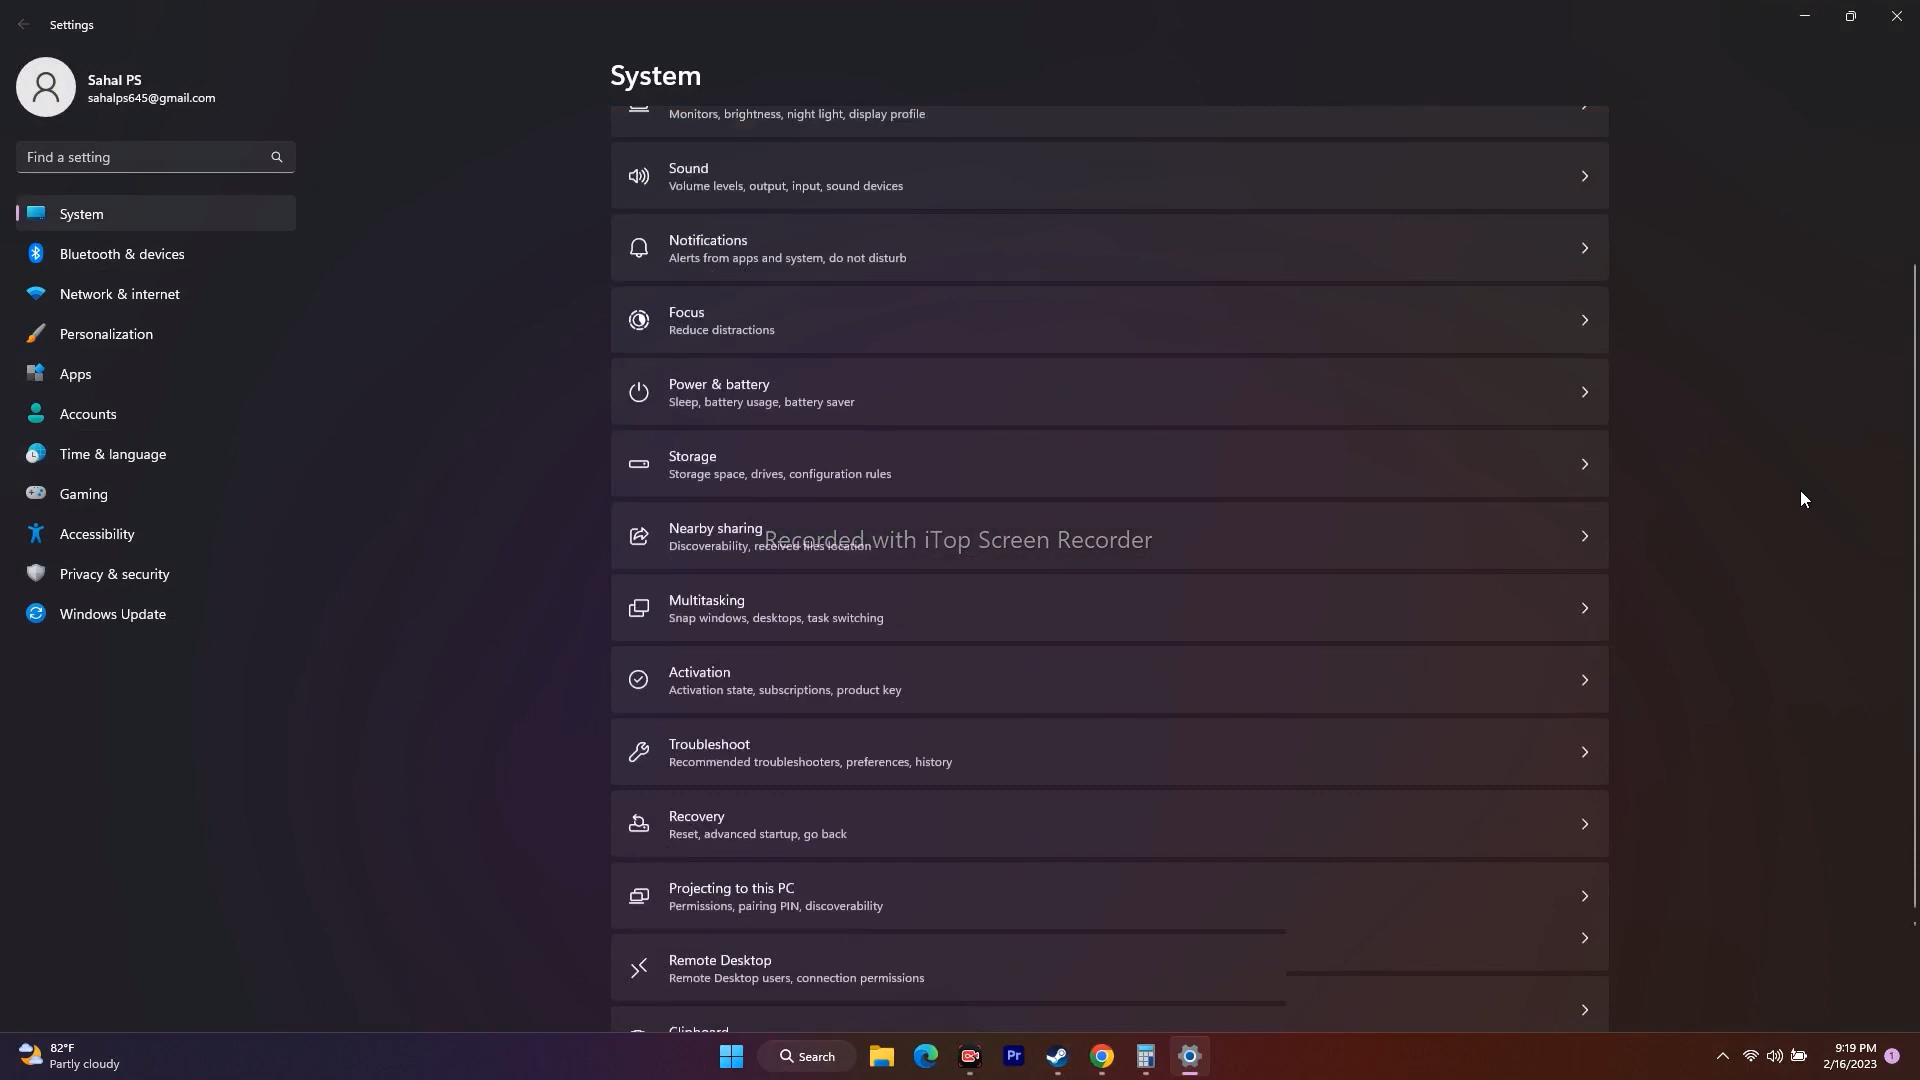 Settings
Sahal PS
sahalps645@gmail.com
Find a setting
System
Bluetooth & devices
Network & internet
Personalization
Apps
Accounts
Time & language
Gaming
Accessibility
Privacy & security
Windows Update
System
Monitors, brightness, night light, display profile
Sound
Volume levels, output, input, sound devices
Notifications
Alerts from apps and system, do not disturb
Focus
Reduce distractions
Power & battery
Sleep, battery usage, battery saver
Storage
Storage space, drives, configuration rules
Nearby sharing
Discoverability, received files location
Recorded with iTop Screen Recorder
Multitasking
Snap windows, desktops, task switching
Activation
Activation state, subscriptions, product key
Troubleshoot
Recommended troubleshooters, preferences, history
Recovery
Reset, advanced startup, go back
Projecting to this PC
Permissions, pairing PIN, discoverability
Remote Desktop
Remote Desktop users, connection permissions
Clipboard
82°F
Partly cloudy
Search
Pr
9:19 PM
2/16/2023
1